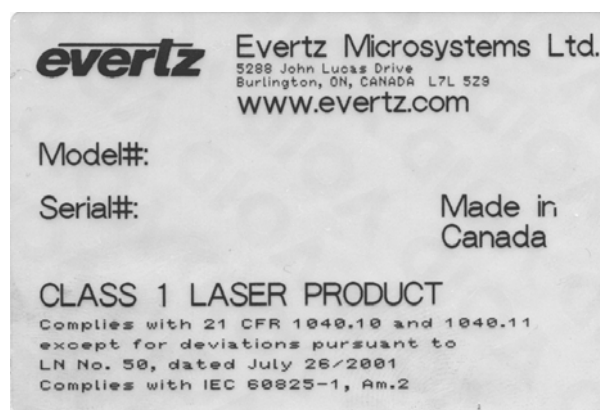 evertz
Evertz Microsystems Ltd.
5288 John Lucas Drive
Burlington, ON, CANADA L7L 5Z9
www.evertz.com
Model#:
Serial#:
Made in
Canada
CLASS 1 LASER PRODUCT
Complies with 21 CFR 1040.10 and 1040.11
except for deviations pursuant to
LN No. 50, dated July 26/2001
Complies with IEC 60825-1, Am.2